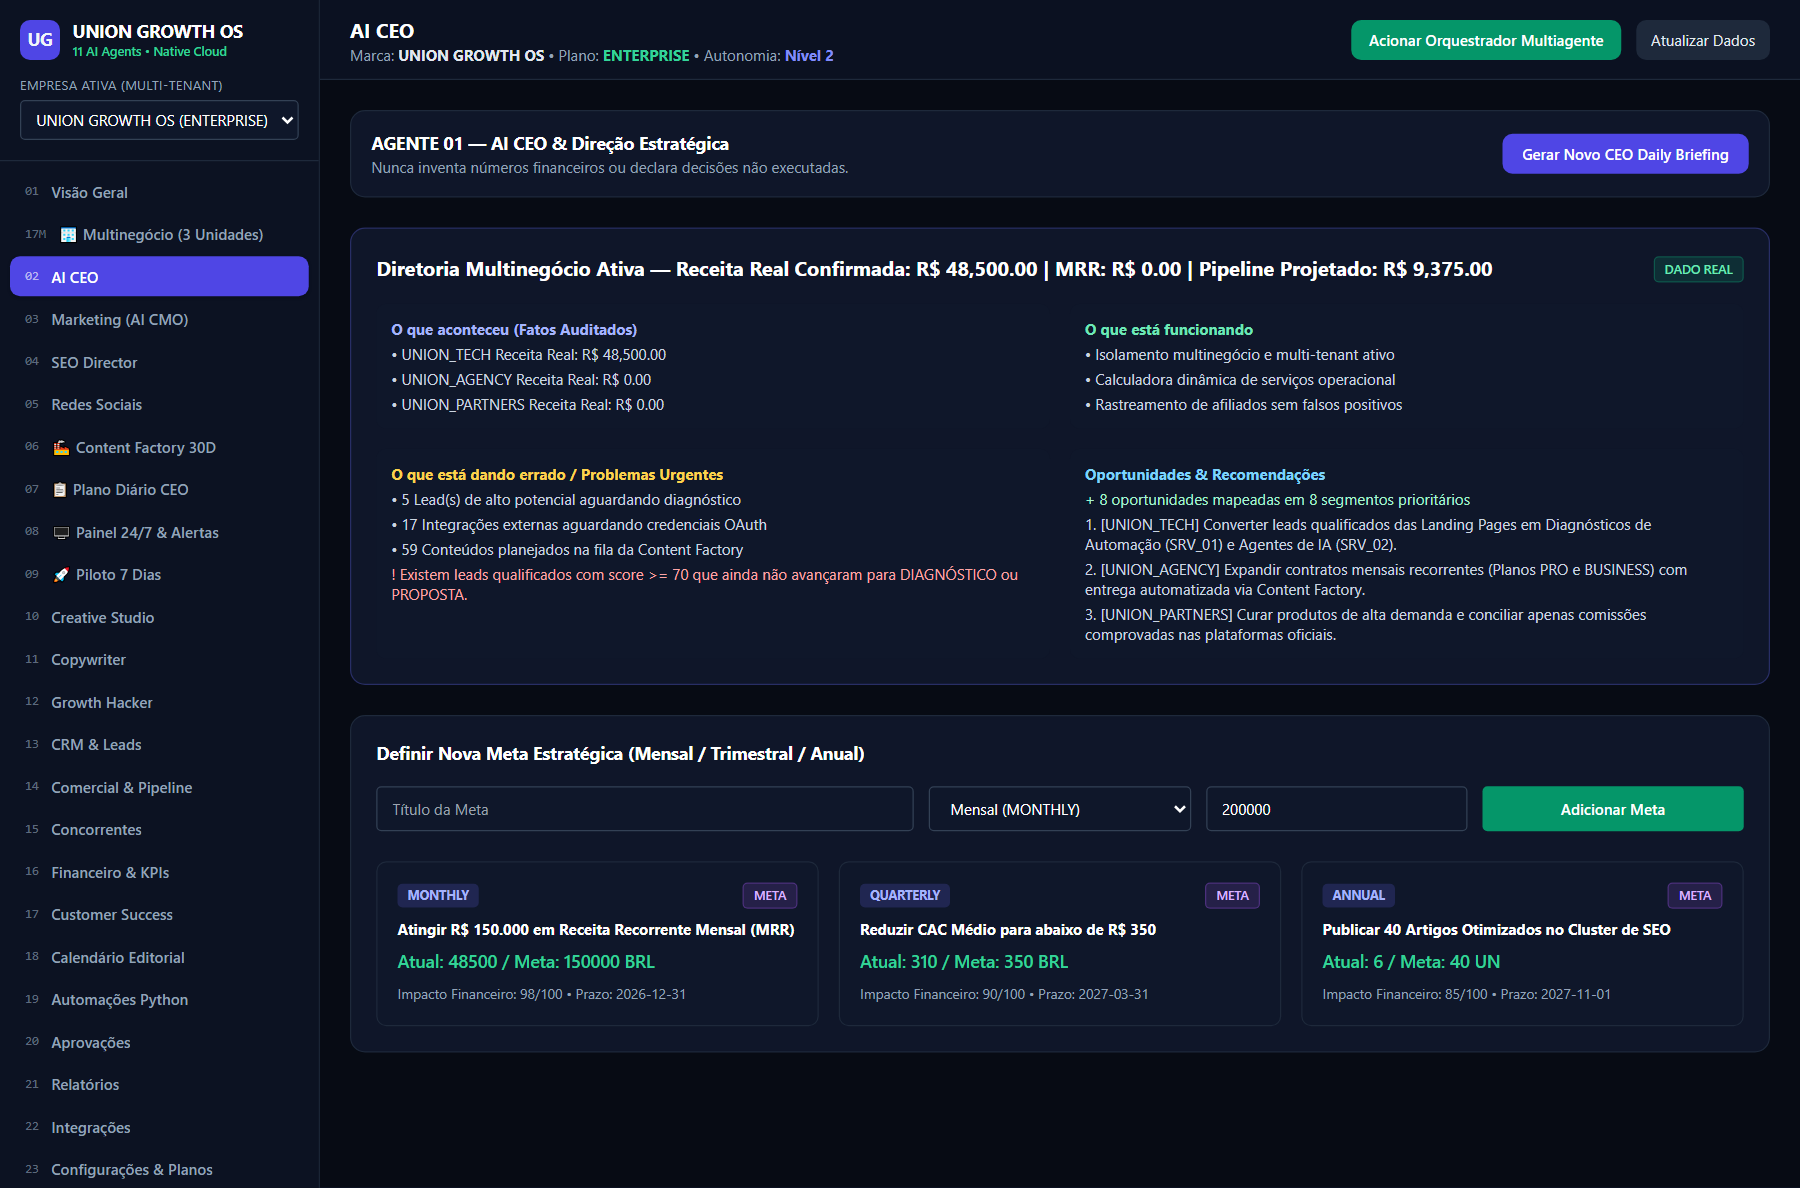 UG
UNION GROWTH OS
11 AI Agents • Native Cloud
EMPRESA ATIVA (MULTI-TENANT)
UNION GROWTH OS (ENTERPRISE)
01 Visão Geral
17M 🏢 Multinegócio (3 Unidades)
02 AI CEO
03 Marketing (AI CMO)
04 SEO Director
05 Redes Sociais
06 🏭 Content Factory 30D
07 📋 Plano Diário CEO
08 🖥️ Painel 24/7 & Alertas
09 🚀 Piloto 7 Dias
10 Creative Studio
11 Copywriter
12 Growth Hacker
13 CRM & Leads
14 Comercial & Pipeline
15 Concorrentes
16 Financeiro & KPIs
17 Customer Success
18 Calendário Editorial
19 Automações Python
20 Aprovações
21 Relatórios
22 Integrações
23 Configurações & Planos
AI CEO
Marca: UNION GROWTH OS • Plano: ENTERPRISE • Autonomia: Nível 2
Acionar Orquestrador Multiagente
Atualizar Dados
AGENTE 01 — AI CEO & Direção Estratégica
Nunca inventa números financeiros ou declara decisões não executadas.
Gerar Novo CEO Daily Briefing
Diretoria Multinegócio Ativa — Receita Real Confirmada: R$ 48,500.00 | MRR: R$ 0.00 | Pipeline Projetado: R$ 9,375.00
DADO REAL
O que aconteceu (Fatos Auditados)
• UNION_TECH Receita Real: R$ 48,500.00
• UNION_AGENCY Receita Real: R$ 0.00
• UNION_PARTNERS Receita Real: R$ 0.00
O que está funcionando
• Isolamento multinegócio e multi-tenant ativo
• Calculadora dinâmica de serviços operacional
• Rastreamento de afiliados sem falsos positivos
O que está dando errado / Problemas Urgentes
• 5 Lead(s) de alto potencial aguardando diagnóstico
• 17 Integrações externas aguardando credenciais OAuth
• 59 Conteúdos planejados na fila da Content Factory
! Existem leads qualificados com score >= 70 que ainda não avançaram para DIAGNÓSTICO ou
PROPOSTA.
Oportunidades & Recomendações
+ 8 oportunidades mapeadas em 8 segmentos prioritários
1. [UNION_TECH] Converter leads qualificados das Landing Pages em Diagnósticos de
Automação (SRV_01) e Agentes de IA (SRV_02).
2. [UNION_AGENCY] Expandir contratos mensais recorrentes (Planos PRO e BUSINESS) com
entrega automatizada via Content Factory.
3. [UNION_PARTNERS] Curar produtos de alta demanda e conciliar apenas comissões
comprovadas nas plataformas oficiais.
Definir Nova Meta Estratégica (Mensal / Trimestral / Anual)
Título da Meta
Mensal (MONTHLY)
200000
Adicionar Meta
MONTHLY
META
Atingir R$ 150.000 em Receita Recorrente Mensal (MRR)
Atual: 48500 / Meta: 150000 BRL
Impacto Financeiro: 98/100 • Prazo: 2026-12-31
QUARTERLY
META
Reduzir CAC Médio para abaixo de R$ 350
Atual: 310 / Meta: 350 BRL
Impacto Financeiro: 90/100 • Prazo: 2027-03-31
ANNUAL
META
Publicar 40 Artigos Otimizados no Cluster de SEO
Atual: 6 / Meta: 40 UN
Impacto Financeiro: 85/100 • Prazo: 2027-11-01